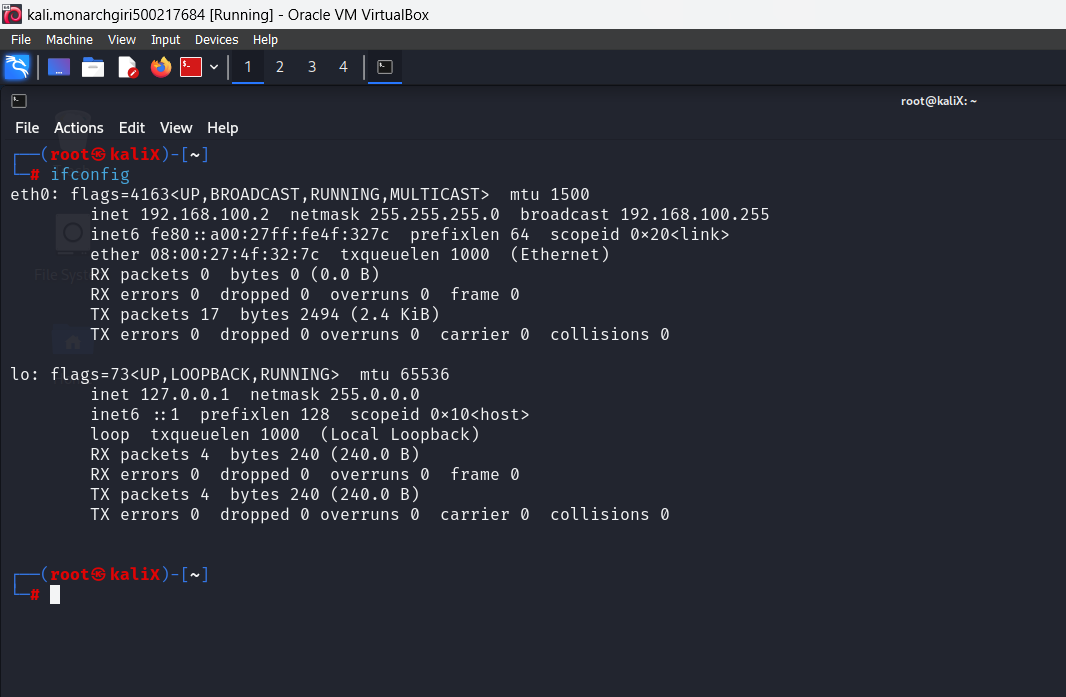 kali.monarchgiri500217684 [Running] - Oracle VM VirtualBox
File Machine View Input Devices Help
1 2 3 4
root@kaliX: ~
File Actions Edit View Help
┌──(root㉿kaliX)-[~]
└─# ifconfig
eth0: flags=4163<UP,BROADCAST,RUNNING,MULTICAST>  mtu 1500
        inet 192.168.100.2  netmask 255.255.255.0  broadcast 192.168.100.255
        inet6 fe80::a00:27ff:fe4f:327c  prefixlen 64  scopeid 0×20<link>
        ether 08:00:27:4f:32:7c  txqueuelen 1000  (Ethernet)
        RX packets 0  bytes 0 (0.0 B)
        RX errors 0  dropped 0  overruns 0  frame 0
        TX packets 17  bytes 2494 (2.4 KiB)
        TX errors 0  dropped 0 overruns 0  carrier 0  collisions 0
lo: flags=73<UP,LOOPBACK,RUNNING>  mtu 65536
        inet 127.0.0.1  netmask 255.0.0.0
        inet6 ::1  prefixlen 128  scopeid 0×10<host>
        loop  txqueuelen 1000  (Local Loopback)
        RX packets 4  bytes 240 (240.0 B)
        RX errors 0  dropped 0  overruns 0  frame 0
        TX packets 4  bytes 240 (240.0 B)
        TX errors 0  dropped 0 overruns 0  carrier 0  collisions 0
┌──(root㉿kaliX)-[~]
└─#